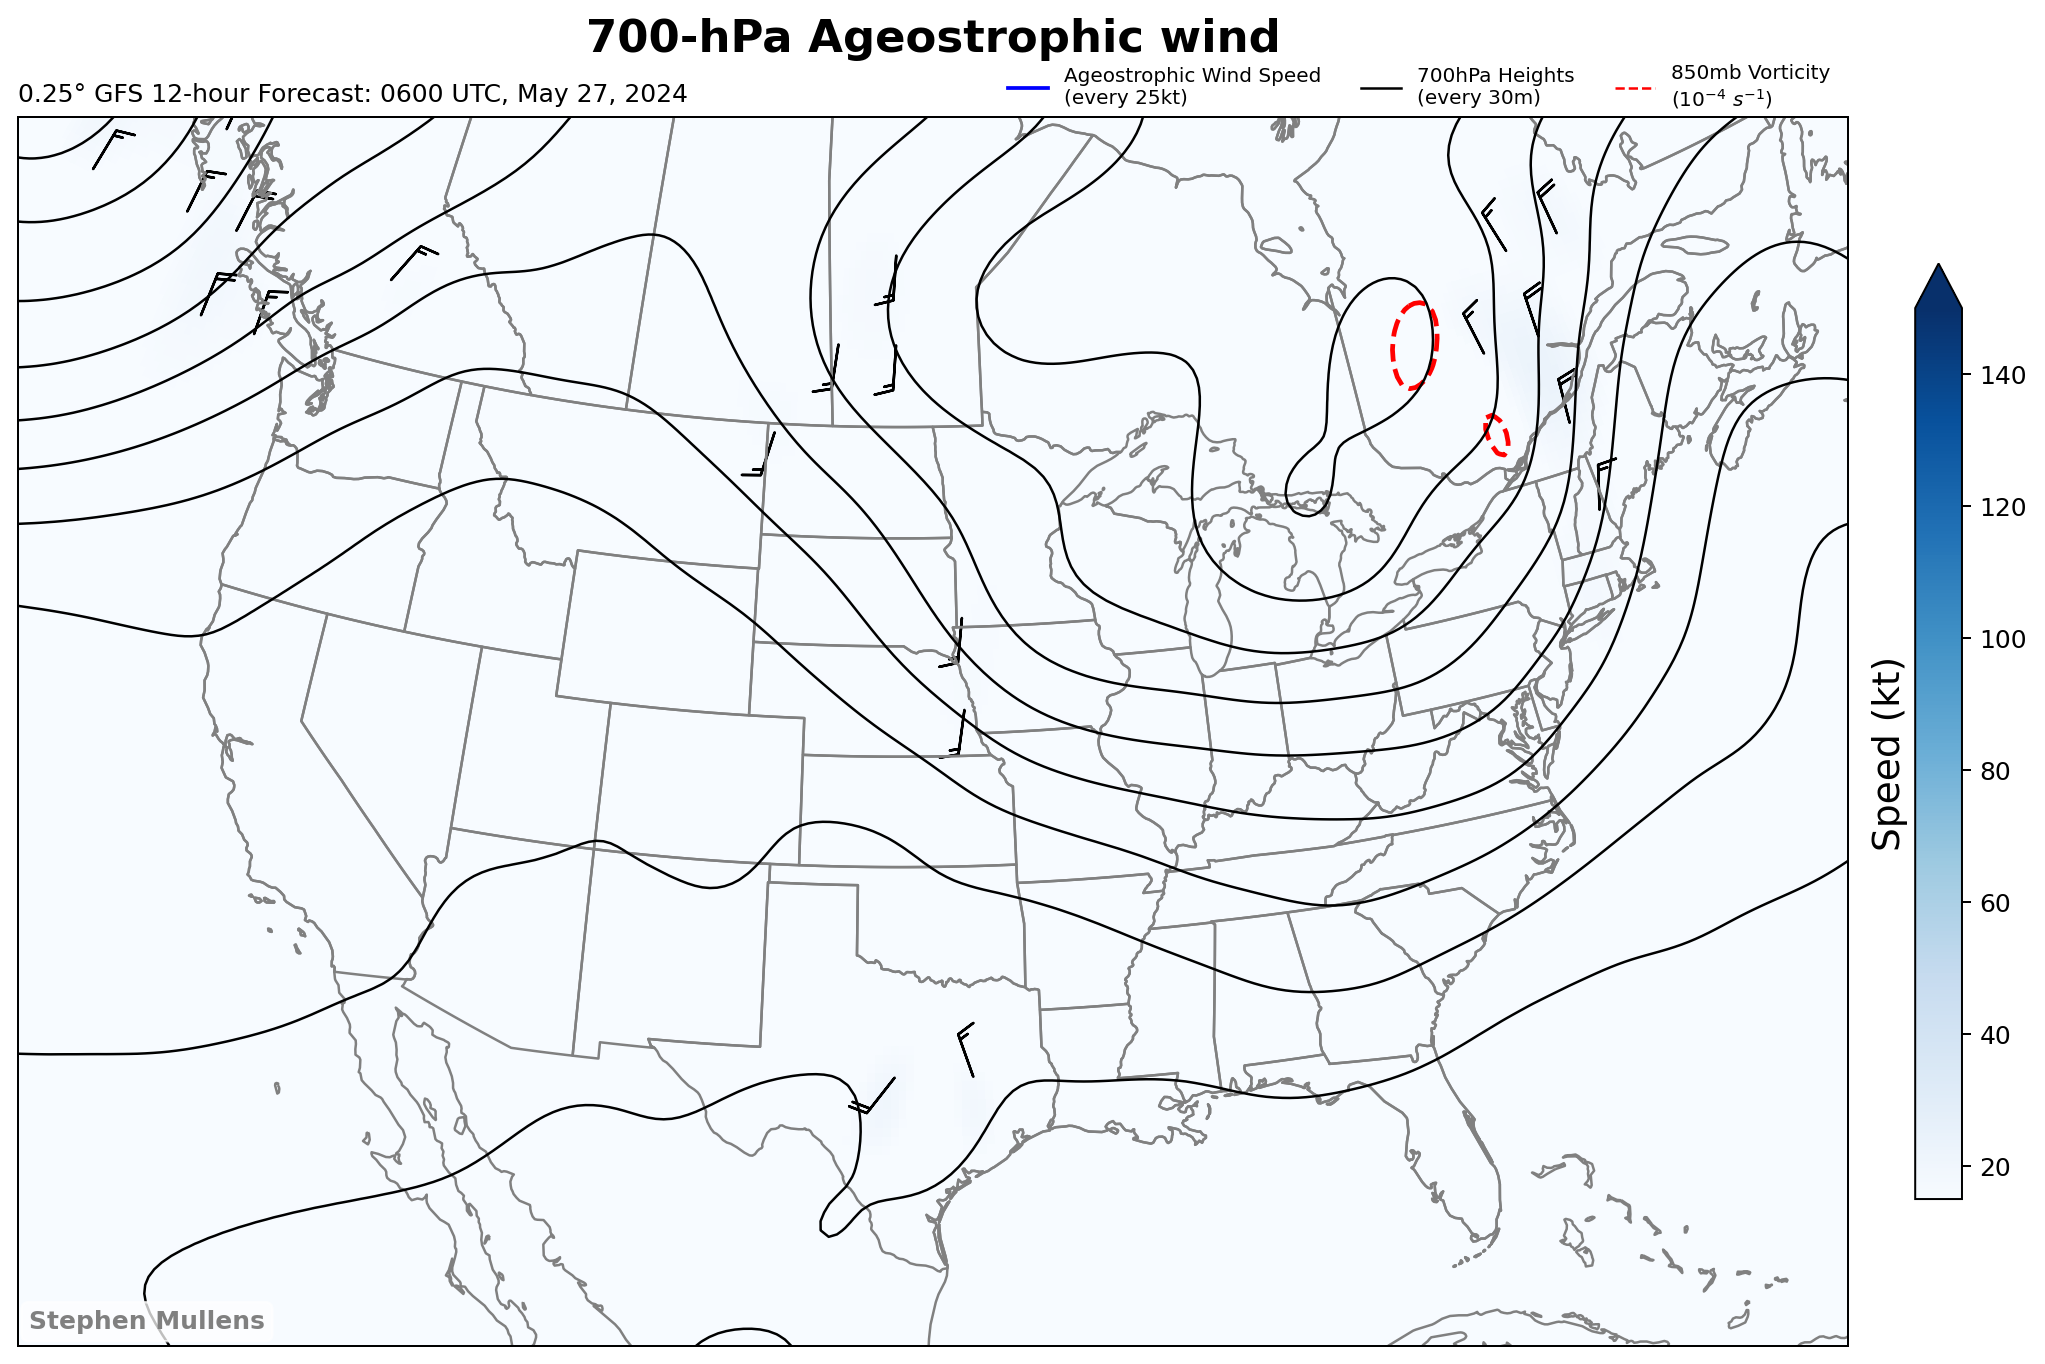 700-hPa Ageostrophic wind
0.25° GFS 12-hour Forecast: 0600 UTC, May 27, 2024
Ageostrophic Wind Speed
(every 25kt)
700hPa Heights
(every 30m)
850mb Vorticity
(10⁻⁴ s⁻¹)
140
120
100
80
60
40
20
Speed (kt)
Stephen Mullens